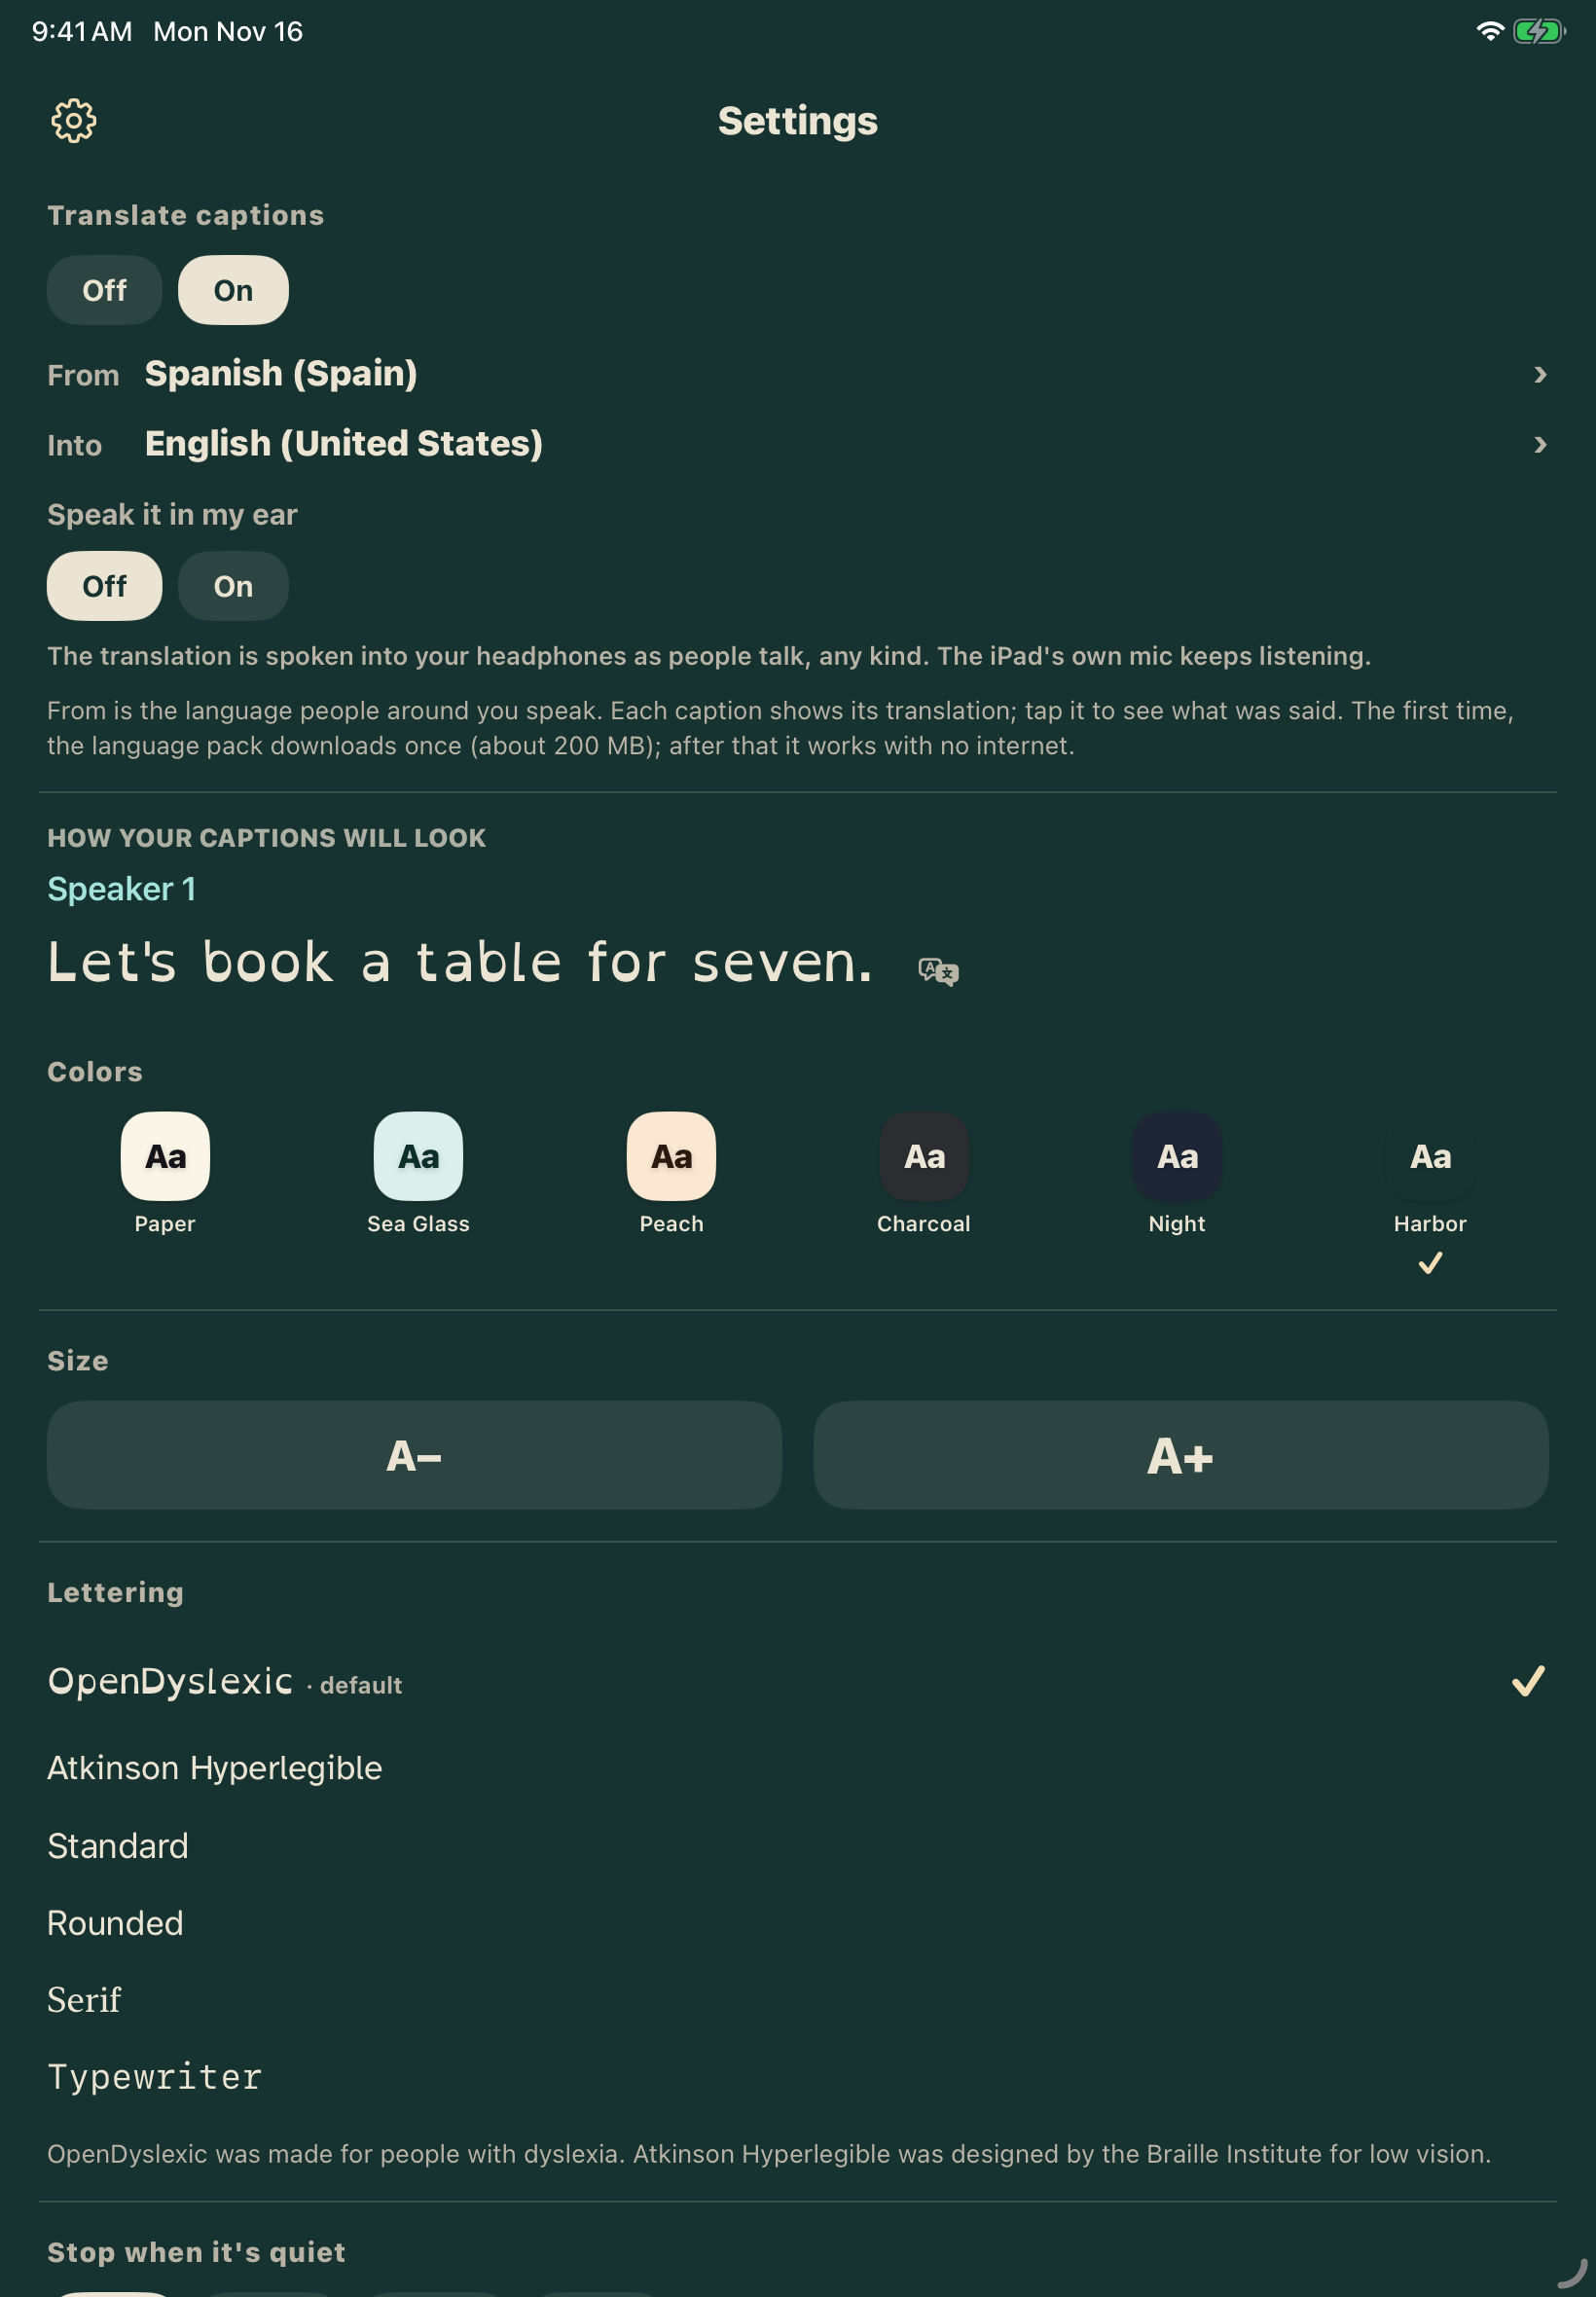 9:41 AM Mon Nov 16
Settings
Translate captions
Off On
From Spanish (Spain)
Into English (United States)
Speak it in my ear
Off On
The translation is spoken into your headphones as people talk, any kind. The iPad's own mic keeps listening.
From is the language people around you speak. Each caption shows its translation; tap it to see what was said. The first time,
the language pack downloads once (about 200 MB); after that it works with no internet.
HOW YOUR CAPTIONS WILL LOOK
Speaker 1
Let's book a table for seven.
Colors
Aa Aa Aa Aa Aa Aa
Paper Sea Glass Peach Charcoal Night Harbor
Size
A– A+
Lettering
OpenDyslexic · default
Atkinson Hyperlegible
Standard
Rounded
Serif
Typewriter
OpenDyslexic was made for people with dyslexia. Atkinson Hyperlegible was designed by the Braille Institute for low vision.
Stop when it's quiet